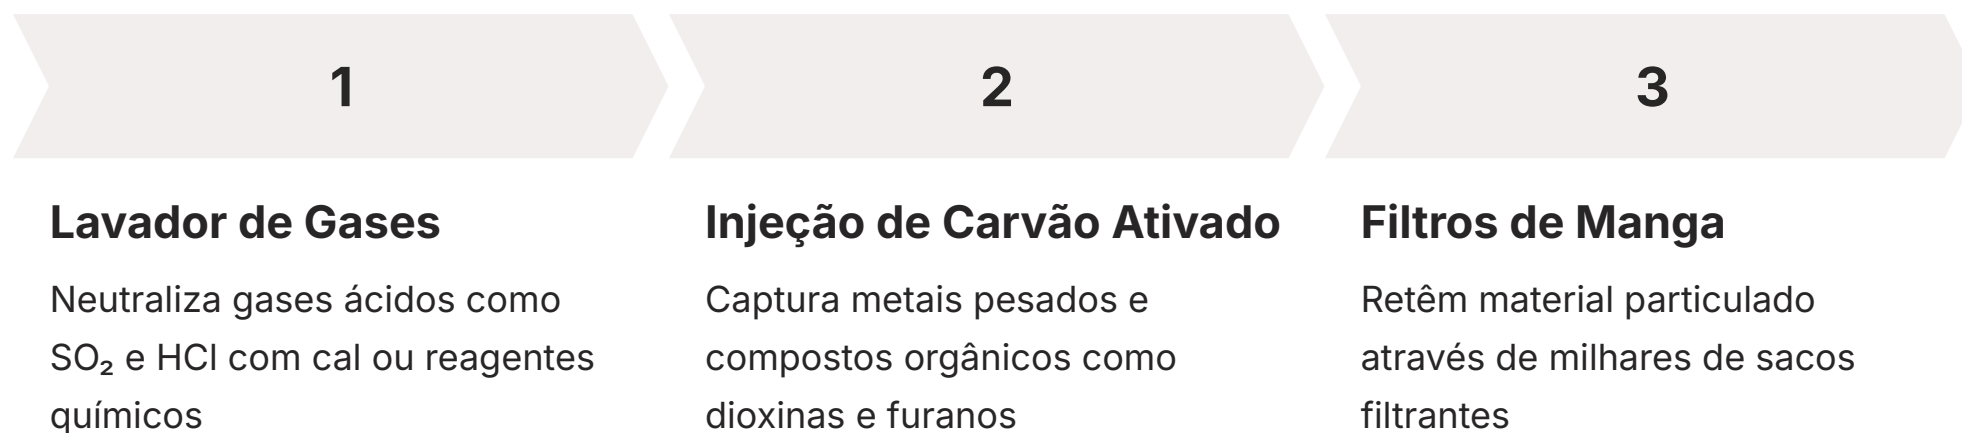 1
Lavador de Gases
Neutraliza gases ácidos como
SO₂ e HCl com cal ou reagentes
químicos
2
Injeção de Carvão Ativado
Captura metais pesados e
compostos orgânicos como
dioxinas e furanos
3
Filtros de Manga
Retêm material particulado
através de milhares de sacos
filtrantes